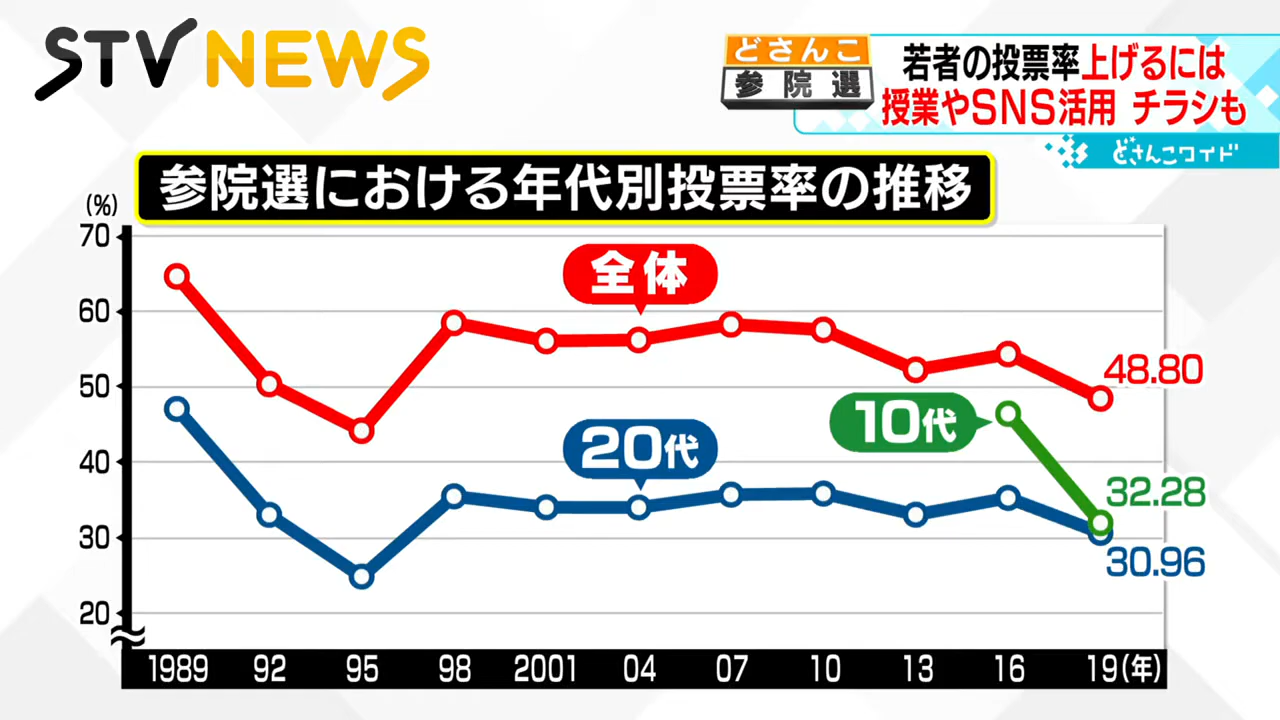 STV NEWS
どさんこ
参院選
若者の投票率上げるには
授業やSNS活用 チラシも
どさんこワイド
参院選における年代別投票率の推移
(%)
70
60
50
40
30
20
全体
48.80
10代
20代
32.28
30.96
1989 92 95 98 2001 04 07 10 13 16 19(年)